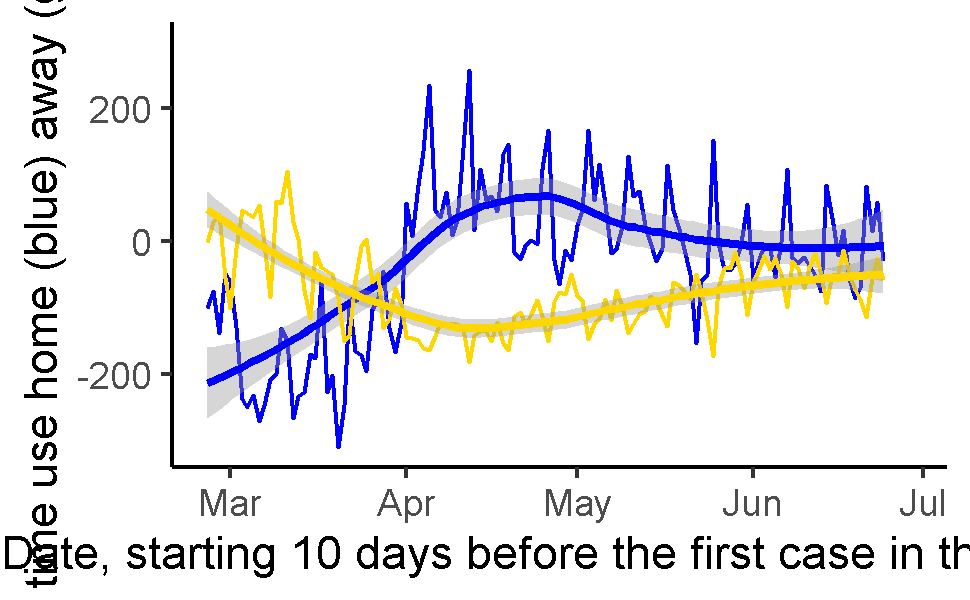 time use home (blue) away (g
200
0
-200
Mar Apr May Jun Jul
Date, starting 10 days before the first case in th